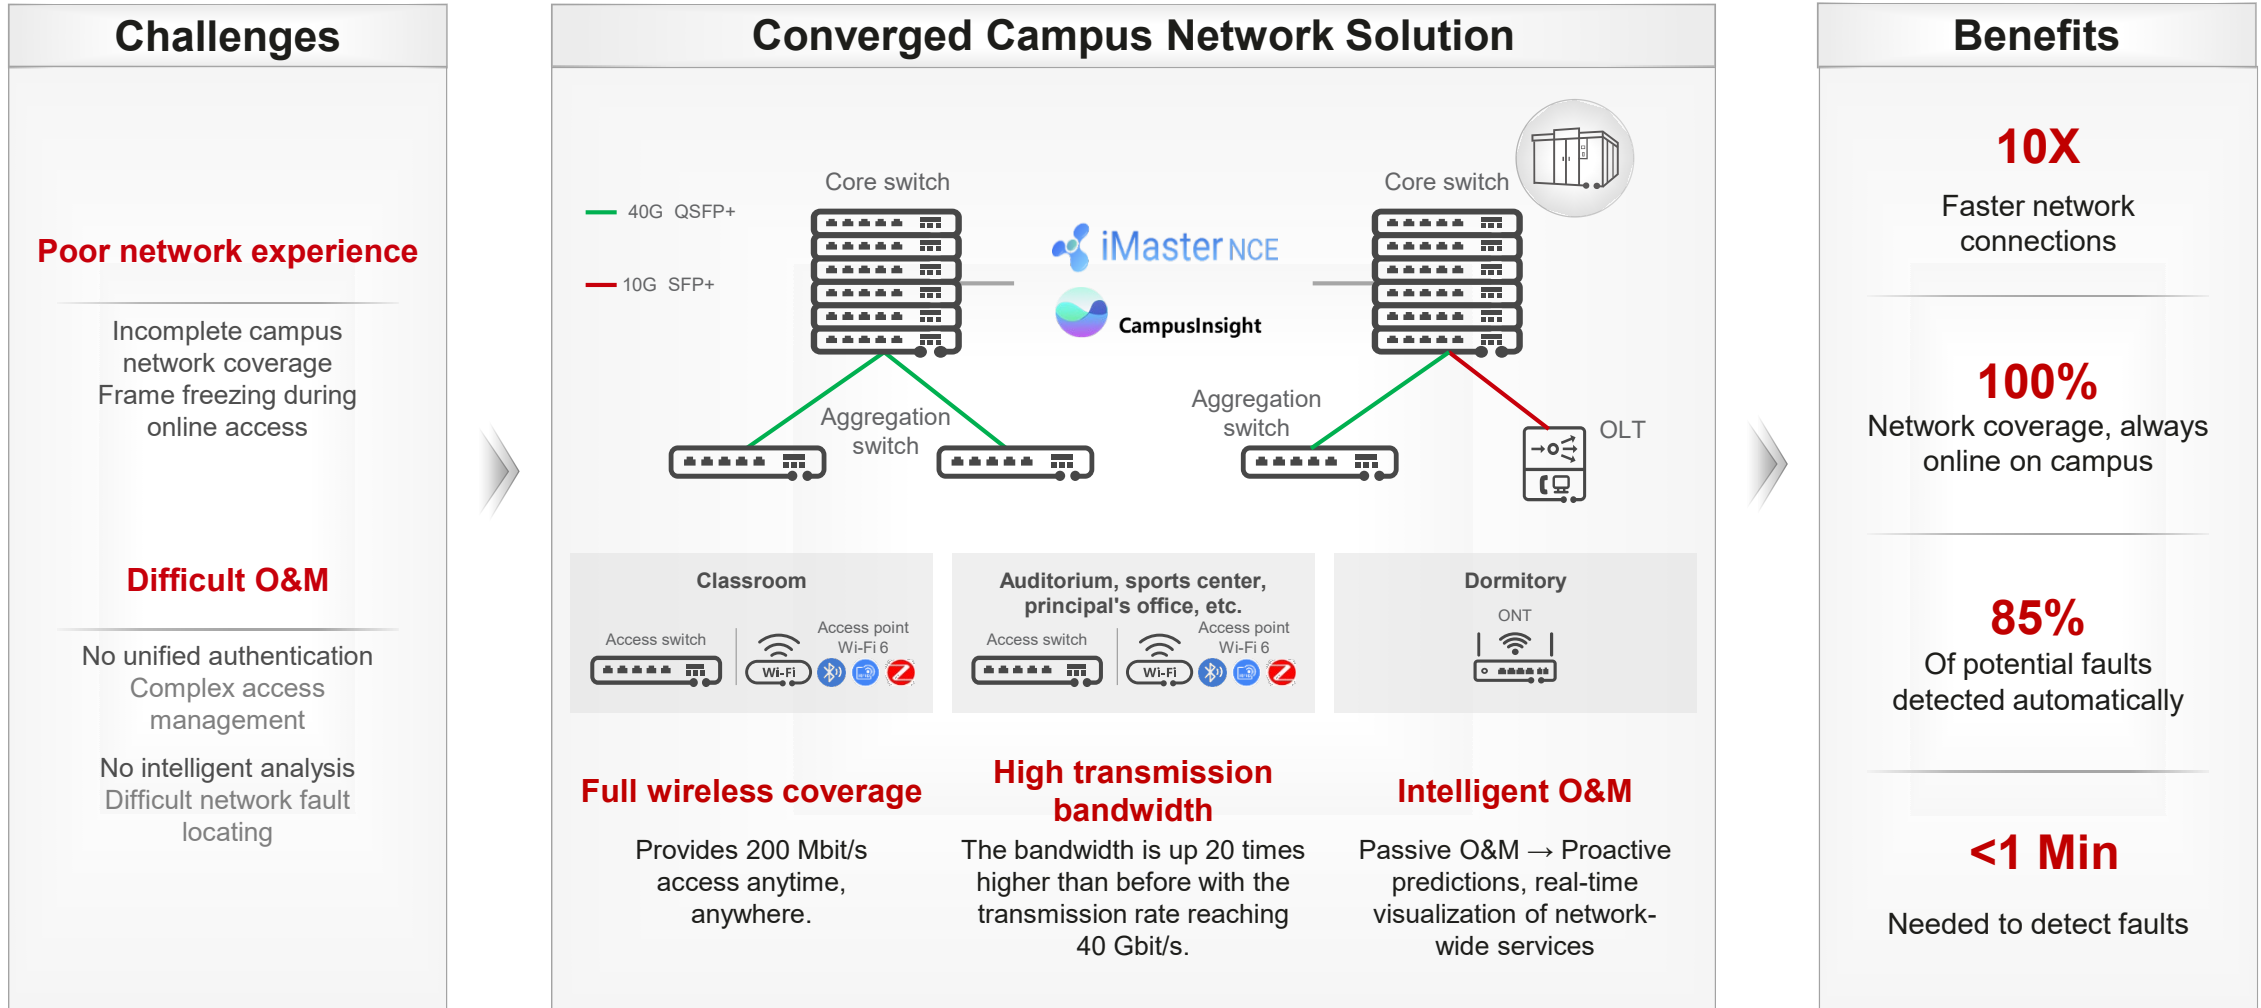 Challenges
Poor network experience
Incomplete campus
network coverage
Frame freezing during
online access
Difficult O&M
No unified authentication
Complex access
management
No intelligent analysis
Difficult network fault
locating
Converged Campus Network Solution
40G QSFP+
10G SFP+
Core switch
iMaster NCE
CampusInsight
Core switch
Aggregation
switch
Aggregation
switch
OLT
Classroom
Access switch
Access point
Wi-Fi 6
Wi-Fi
Auditorium, sports center,
principal's office, etc.
Access switch
Access point
Wi-Fi 6
Wi-Fi
Dormitory
ONT
Full wireless coverage
Provides 200 Mbit/s
access anytime,
anywhere.
High transmission
bandwidth
The bandwidth is up 20 times
higher than before with the
transmission rate reaching
40 Gbit/s.
Intelligent O&M
Passive O&M → Proactive
predictions, real-time
visualization of network-
wide services
Benefits
10X
Faster network
connections
100%
Network coverage, always
online on campus
85%
Of potential faults
detected automatically
<1 Min
Needed to detect faults